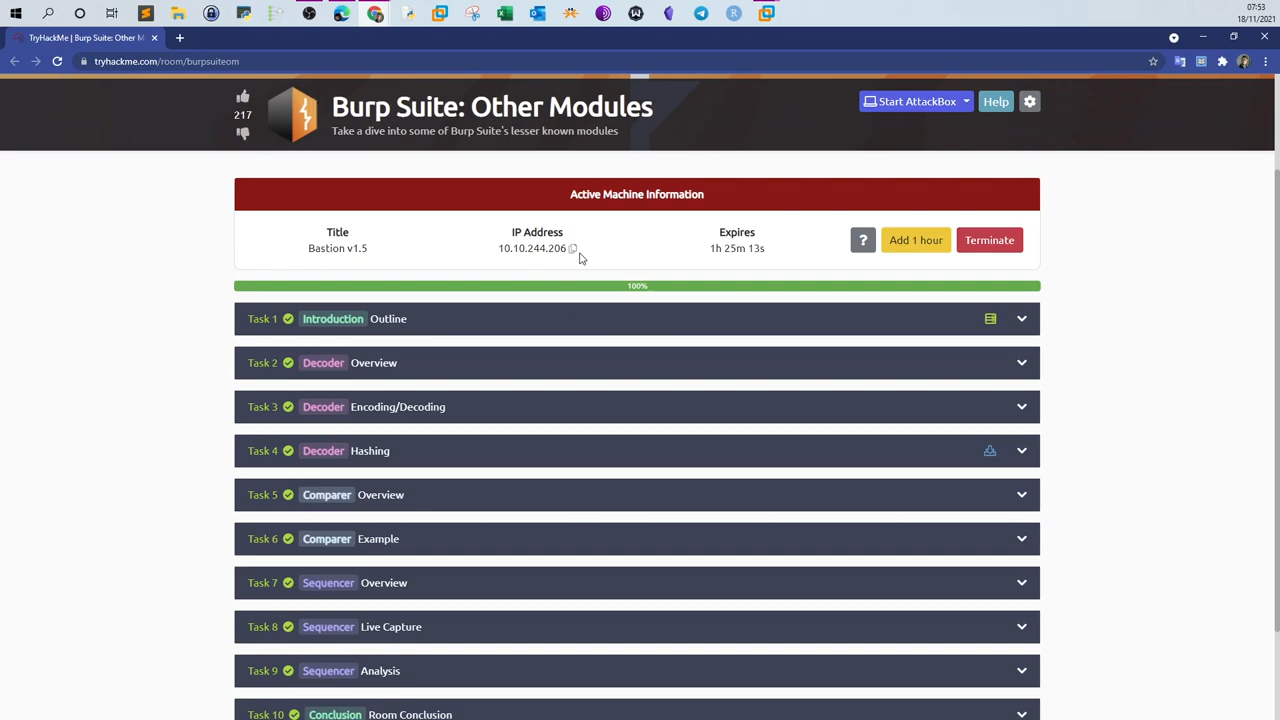 07:53
18/11/2021
TryHackMe | Burp Suite: Other M
tryhackme.com/room/burpsuiteom
217
Burp Suite: Other Modules
Take a dive into some of Burp Suite's lesser known modules
Start AttackBox
Help
Active Machine Information
Title
IP Address
Expires
Bastion v1.5
10.10.244.206
1h 25m 13s
?
Add 1 hour
Terminate
100%
Task 1 Introduction Outline
Task 2 Decoder Overview
Task 3 Decoder Encoding/Decoding
Task 4 Decoder Hashing
Task 5 Comparer Overview
Task 6 Comparer Example
Task 7 Sequencer Overview
Task 8 Sequencer Live Capture
Task 9 Sequencer Analysis
Task 10 Conclusion Room Conclusion